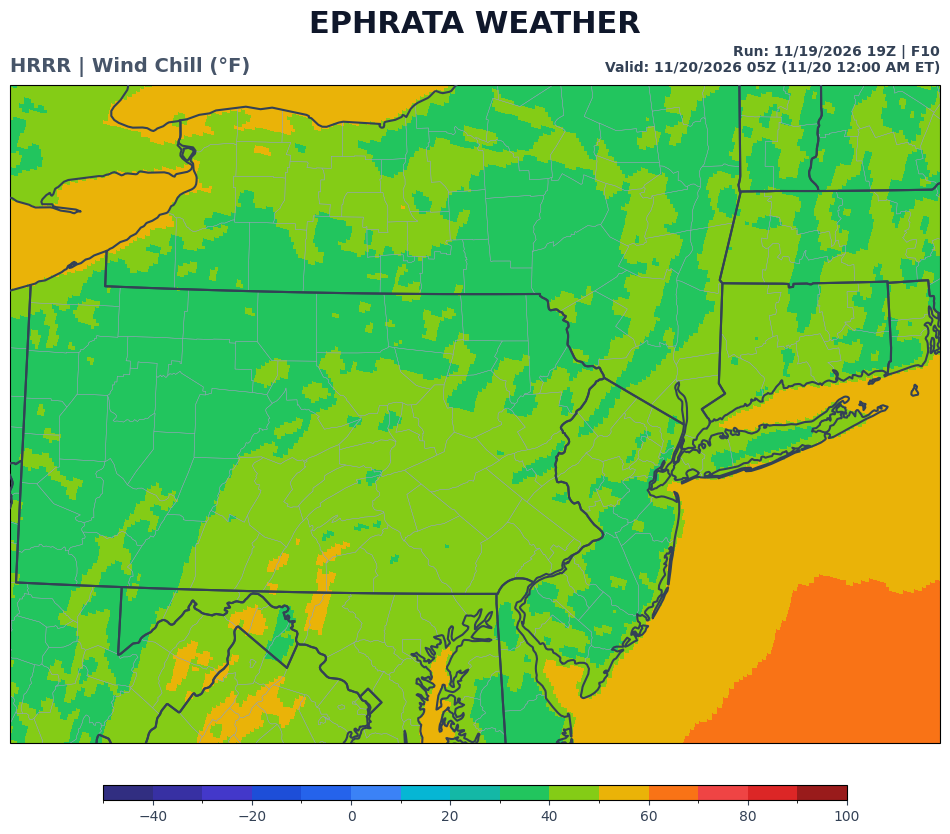 EPHRATA WEATHER
HRRR | Wind Chill (°F)
Run: 11/19/2026 19Z | F10
Valid: 11/20/2026 05Z (11/20 12:00 AM ET)
−40 −20 0 20 40 60 80 100